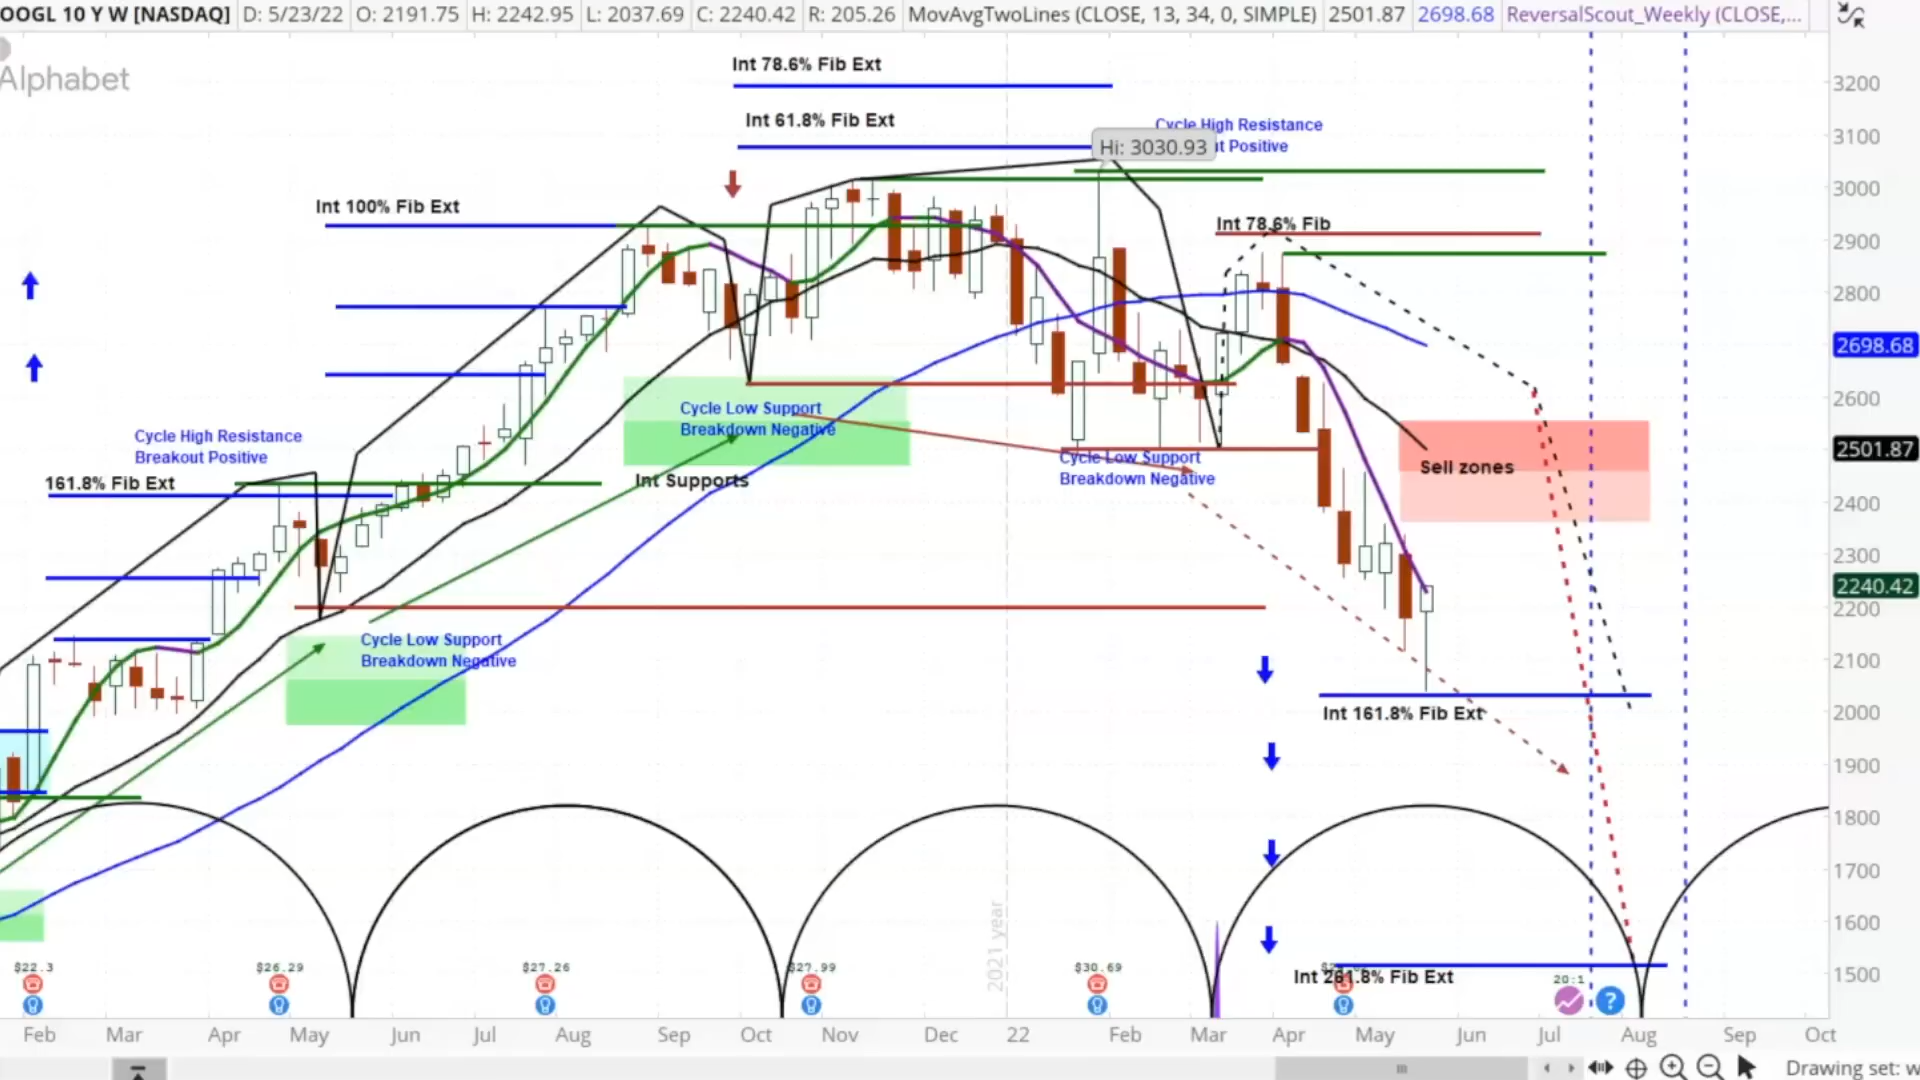 OOGL 10 Y W [NASDAQ] D: 5/23/22 O: 2191.75 H: 2242.95 L: 2037.69 C: 2240.42 R: 205.26 MovAvgTwoLines (CLOSE, 13, 34, 0, SIMPLE) 2501.87 2698.68 ReversalScout_Weekly (CLOSE,...
Alphabet
Int 78.6% Fib Ext
Int 61.8% Fib Ext
Cycle High Resistance
t Positive
Hi: 3030.93
Int 100% Fib Ext
Int 78.6% Fib
Cycle High Resistance
Breakout Positive
161.8% Fib Ext
Cycle Low Support
Breakdown Negative
Int Supports
Cycle Low Support
Breakdown Negative
Sell zones
Cycle Low Support
Breakdown Negative
Int 161.8% Fib Ext
Int 261.8% Fib Ext
2021 year
3200
3100
3000
2900
2800
2698.68
2600
2501.87
2400
2300
2240.42
2200
2100
2000
1900
1800
1700
1600
1500
$22.3 $26.29 $27.26 $27.99 $30.69 20:1
?
Feb Mar Apr May Jun Jul Aug Sep Oct Nov Dec 22 Feb Mar Apr May Jun Jul Aug Sep Oct
Drawing set: w